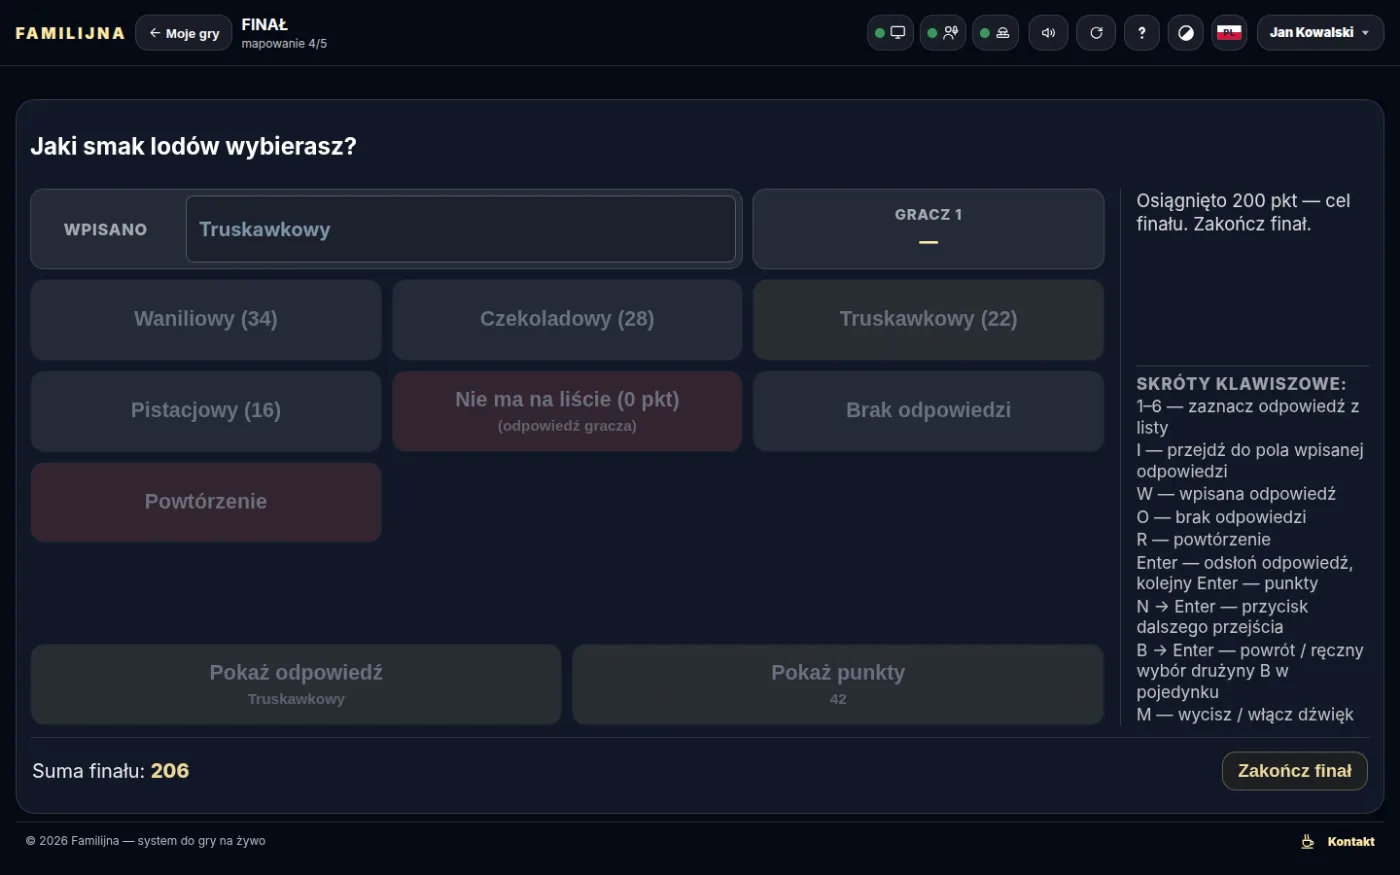 FAMILIJNA
← Moje gry
FINAŁ
mapowanie 4/5
?
PL
Jan Kowalski
Jaki smak lodów wybierasz?
WPISANO
Truskawkowy
GRACZ 1
—
Waniliowy (34)
Czekoladowy (28)
Truskawkowy (22)
Pistacjowy (16)
Nie ma na liście (0 pkt)
(odpowiedź gracza)
Brak odpowiedzi
Powtórzenie
Pokaż odpowiedź
Truskawkowy
Pokaż punkty
42
Osiągnięto 200 pkt — cel
finału. Zakończ finał.
SKRÓTY KLAWISZOWE:
1–6 — zaznacz odpowiedź z
listy
I — przejdź do pola wpisanej
odpowiedzi
W — wpisana odpowiedź
O — brak odpowiedzi
R — powtórzenie
Enter — odsłoń odpowiedź,
kolejny Enter — punkty
N → Enter — przycisk
dalszego przejścia
B → Enter — powrót / ręczny
wybór drużyny B w
pojedynku
M — wycisz / włącz dźwięk
Suma finału: 206
Zakończ finał
© 2026 Familijna — system do gry na żywo
Kontakt